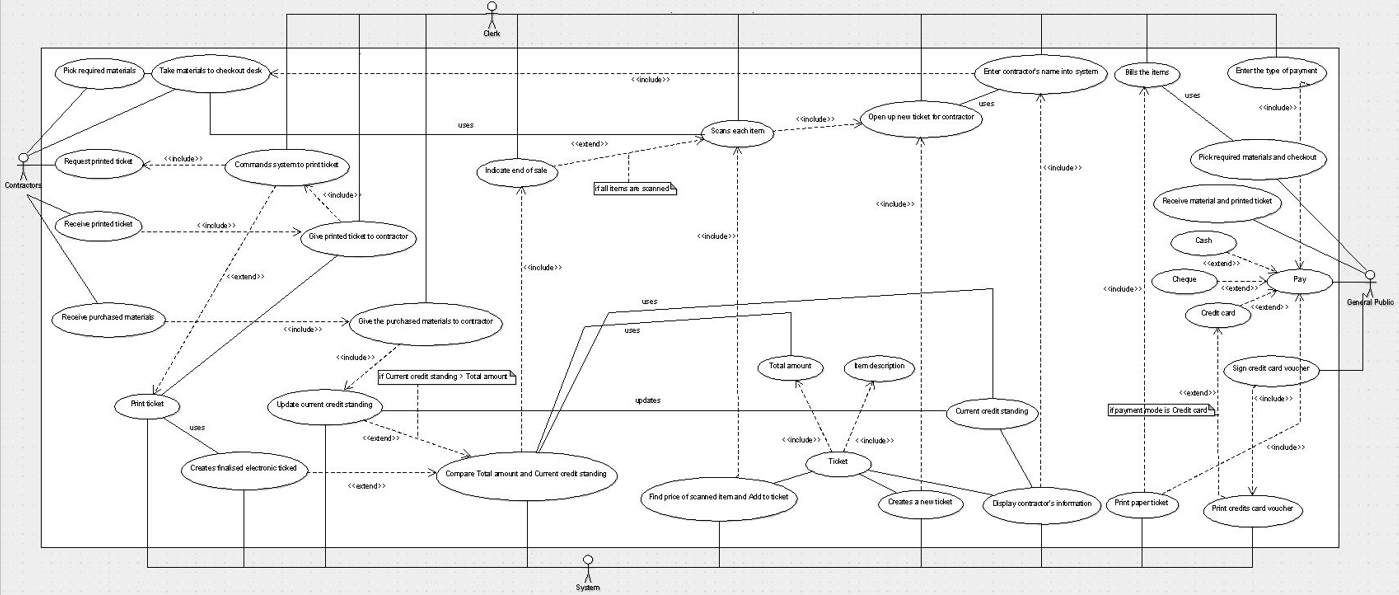 Clerk
Pick required materials
Take materials to checkout desk
<<include>>
Enter contractor's name into system
Bills the items
Enter the type of payment
uses
uses
<<include>>
Open up new ticket for contractor
<<include>>
Scans each item
uses
<<extend>>
Contractors
Request printed ticket
<<include>>
Commands system to print ticket
Indicate end of sale
if all items are scanned
<<include>>
Pick required materials and checkout
<<include>>
<<include>>
Receive material and printed ticket
Receive printed ticket
<<include>>
Give printed ticket to contractor
<<include>>
Cash
<<extend>>
<<extend>>
<<include>>
Cheque
<<extend>>
Pay
General Public
<<include>>
uses
Credit card
<<extend>>
Receive purchased materials
<<include>>
Give the purchased materials to contractor
uses
<<include>>
Total amount
Item description
Sign credit card voucher
if Current credit standing > Total amount
<<extend>>
<<include>>
Print ticket
Update current credit standing
updates
Current credit standing
if payment mode is Credit card
uses
<<extend>>
<<include>>
<<include>>
<<include>>
Creates finalised electronic ticked
<<extend>>
Compare Total amount and Current credit standing
Ticket
Find price of scanned item and Add to ticket
Creates a new ticket
Display contractor's information
Print paper ticket
Print credits card voucher
System